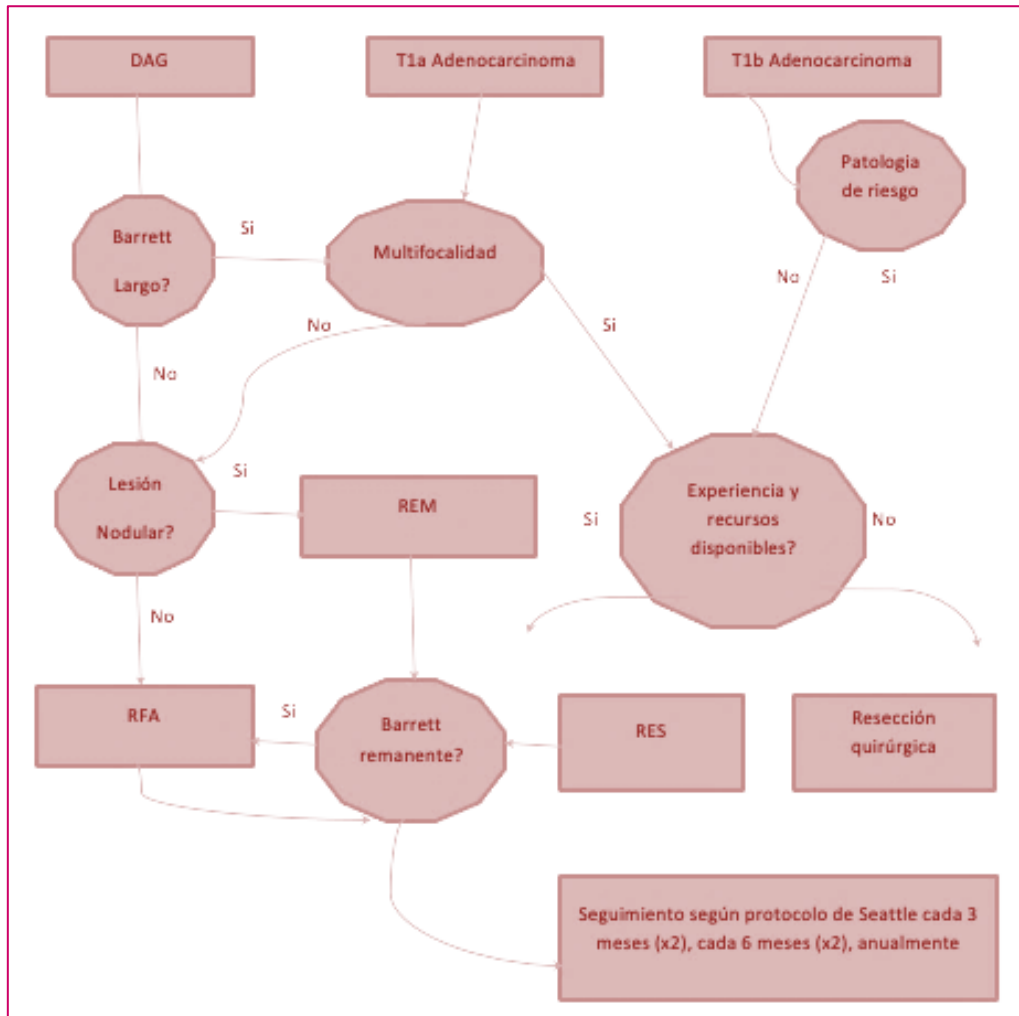 DAG
T1a Adenocarcinoma
T1b Adenocarcinoma
Patologia
de riesgo
Barrett
Largo?
Si
Multifocalidad
No
Si
No
Si
No
Lesión
Nodular?
Si
REM
Experiencia y
recursos
disponibles?
Si
No
No
RFA
Si
Barrett
remanente?
RES
Resección
quirúrgica
Seguimiento según protocolo de Seattle cada 3
meses (x2), cada 6 meses (x2), anualmente